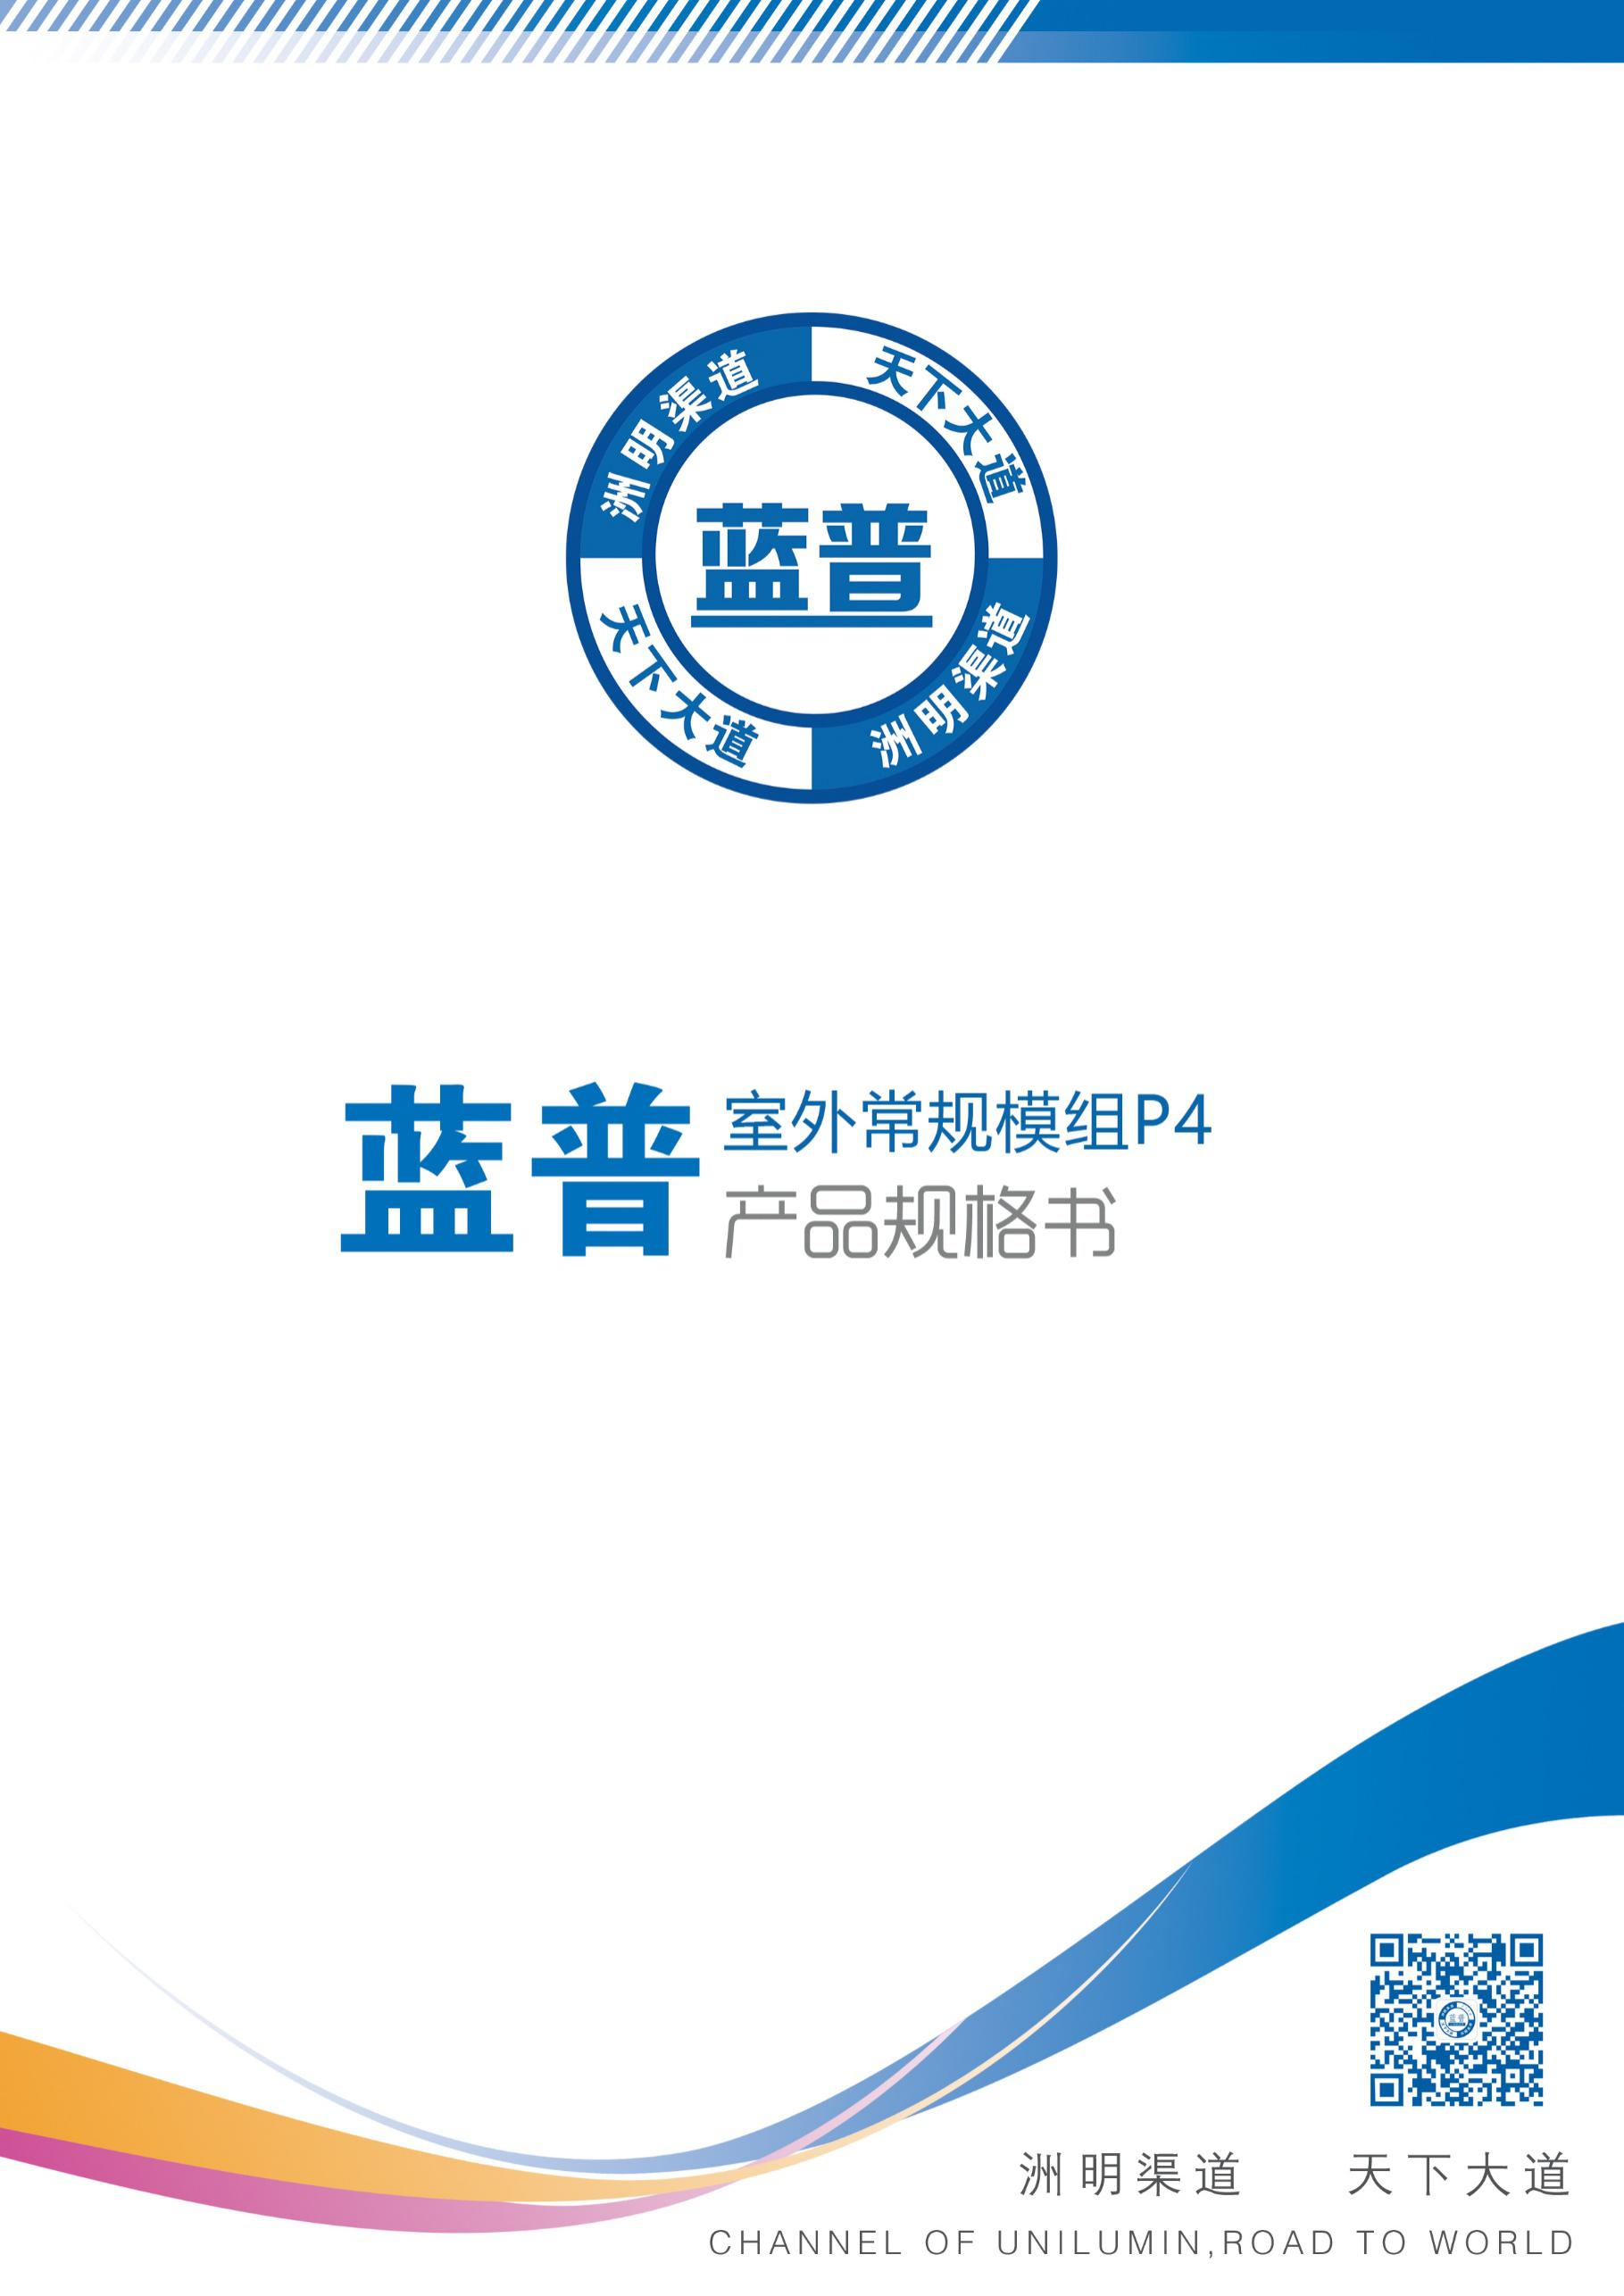 洲明渠道
天下大道
蓝普
天下大道
洲明渠道
蓝普
室外常规模组P4
产品规格书
洲明渠道 天下大道
CHANNEL OF UNILUMIN,ROAD TO WORLD